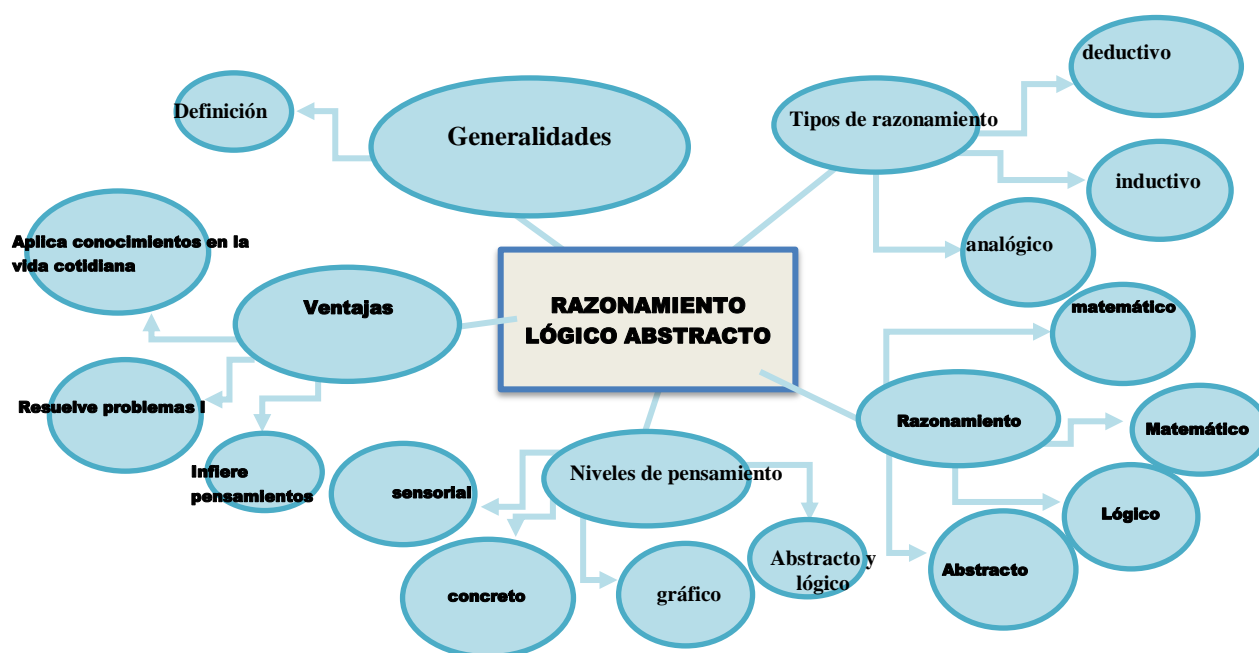 deductivo
Definición
Generalidades
Tipos de razonamiento
inductivo
Aplica conocimientos en la
vida cotidiana
analógico
Ventajas
RAZONAMIENTO
LÓGICO ABSTRACTO
matemático
Resuelve problemas l
Razonamiento
Matemático
Infiere
pensamientos
sensorial
Niveles de pensamiento
Lógico
Abstracto y
lógico
Abstracto
concreto
gráfico